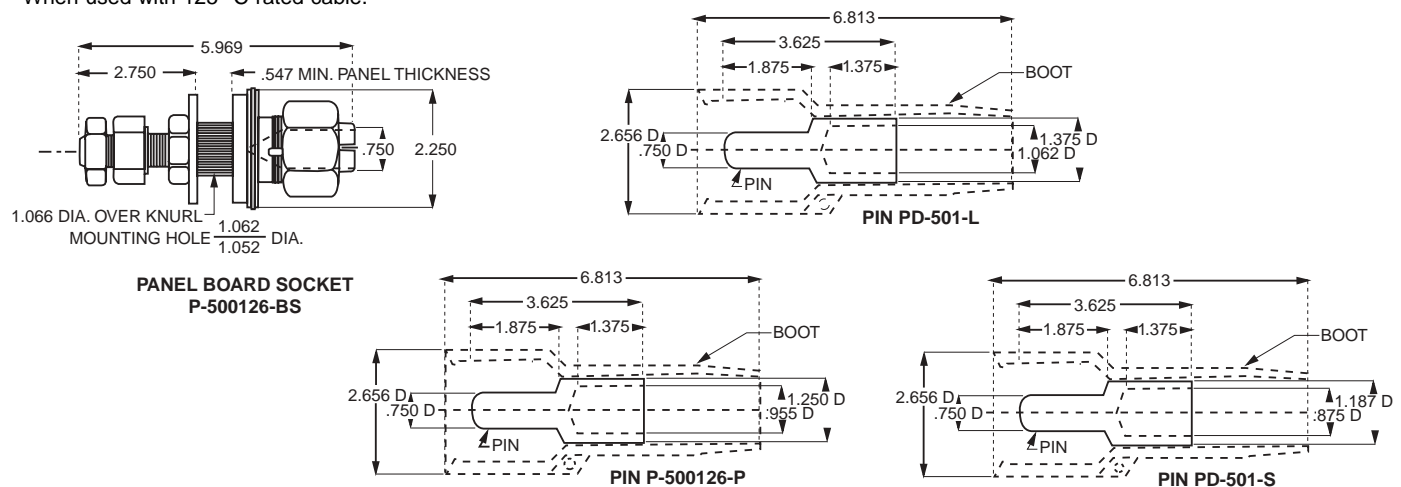 When used with 125° C rated cable.
5.969
2.750
.547 MIN. PANEL THICKNESS
.750
2.250
1.066 DIA. OVER KNURL
MOUNTING HOLE 1.062
1.052 DIA.
PANEL BOARD SOCKET
P-500126-BS
6.813
3.625
1.875
1.375
BOOT
2.656 D
.750 D
1.375 D
1.062 D
PIN
PIN PD-501-L
6.813
3.625
1.875
1.375
BOOT
2.656 D
.750 D
1.250 D
.955 D
PIN
PIN P-500126-P
6.813
3.625
1.875
1.375
BOOT
2.656 D
.750 D
1.187 D
.875 D
PIN
PIN PD-501-S